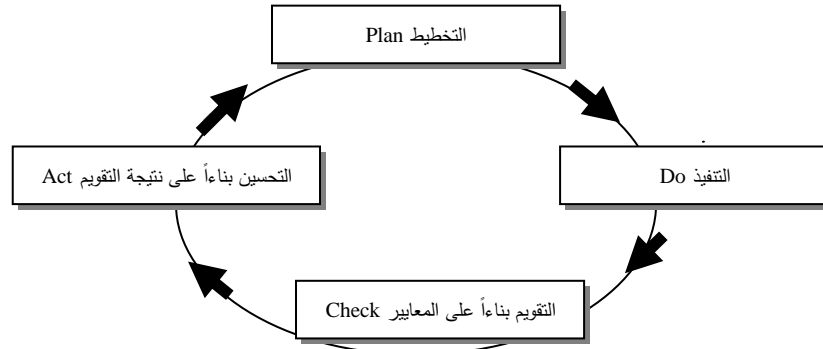 التخطيط Plan
التنفيذ Do
التحسين بناءاً على نتيجة التقويم Act
التقويم بناءاً على المعايير Check